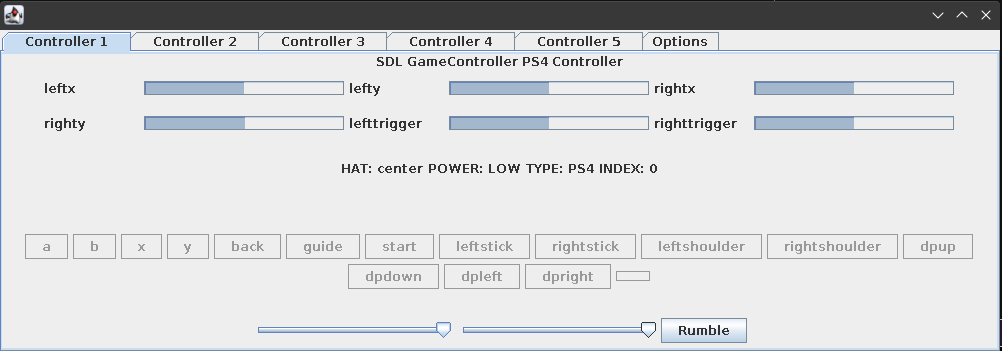 Controller 1 Controller 2 Controller 3 Controller 4 Controller 5 Options
SDL GameController PS4 Controller
leftx lefty rightx
righty lefttrigger righttrigger
HAT: center POWER: LOW TYPE: PS4 INDEX: 0
a b x y back guide start leftstick rightstick leftshoulder rightshoulder dpup
dpdown dpleft dpright
Rumble